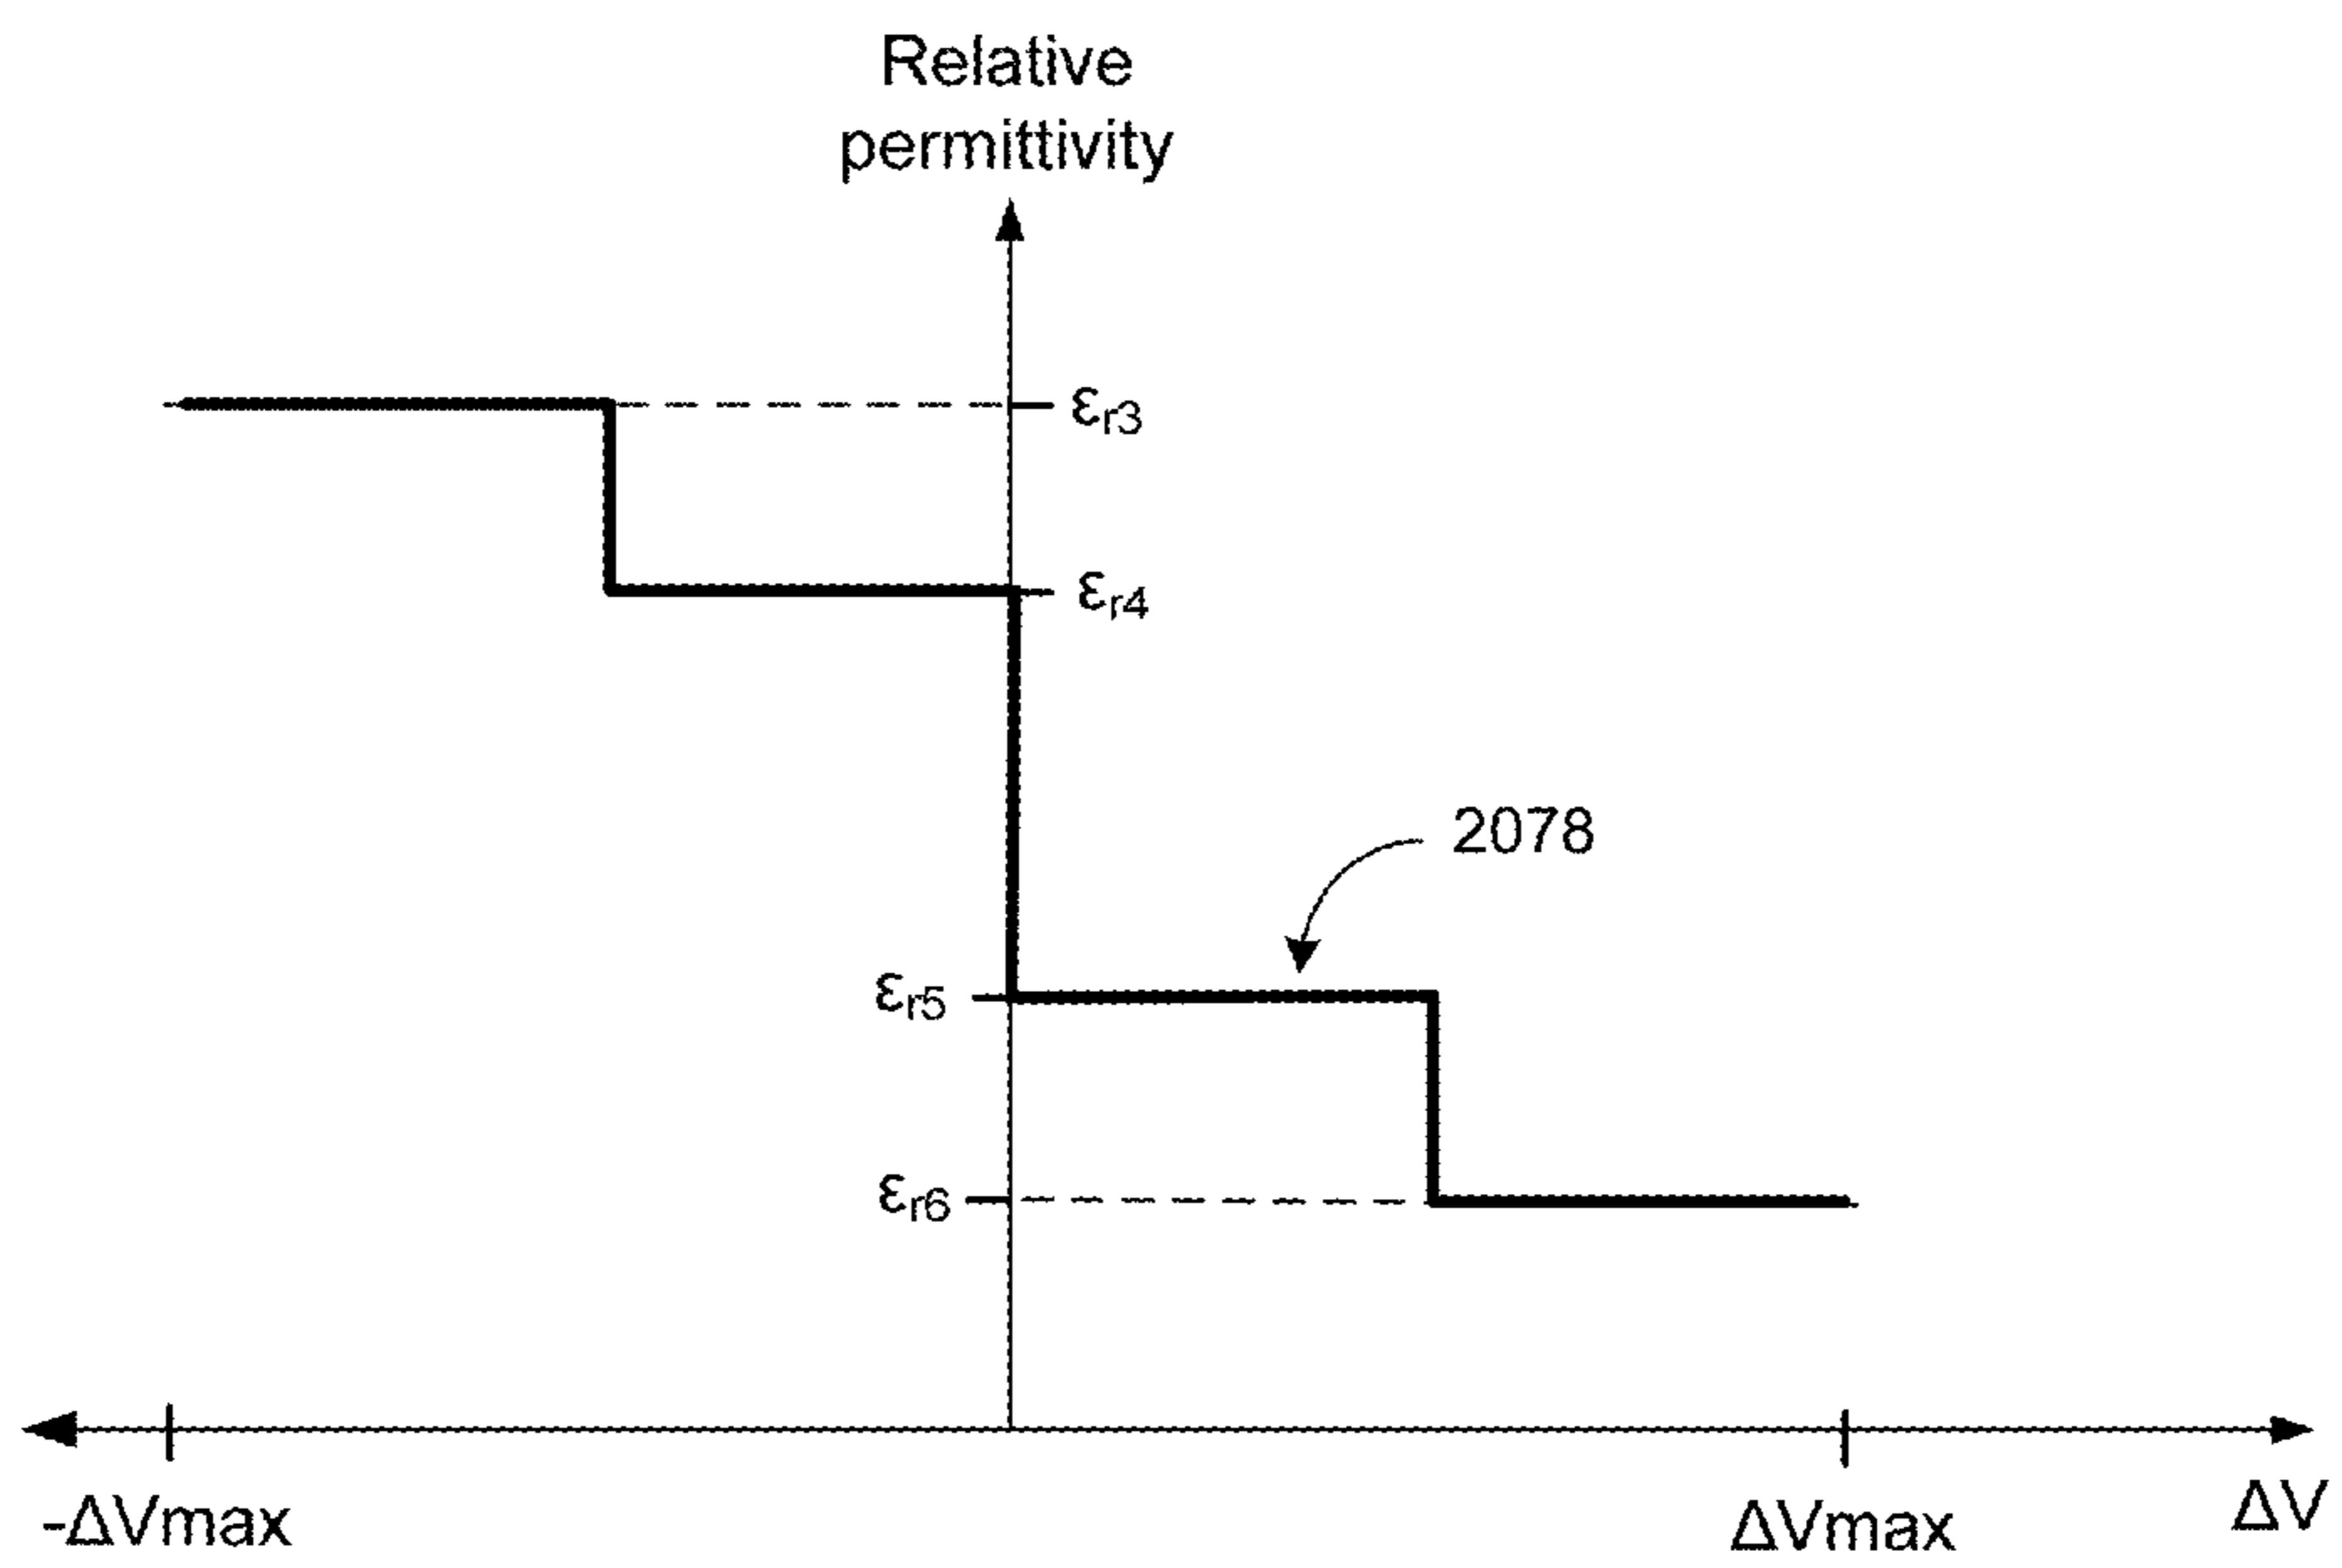 Relative
permittivity
εr3
εr4
2078
εr5
εr6
-ΔVmax
ΔVmax
ΔV